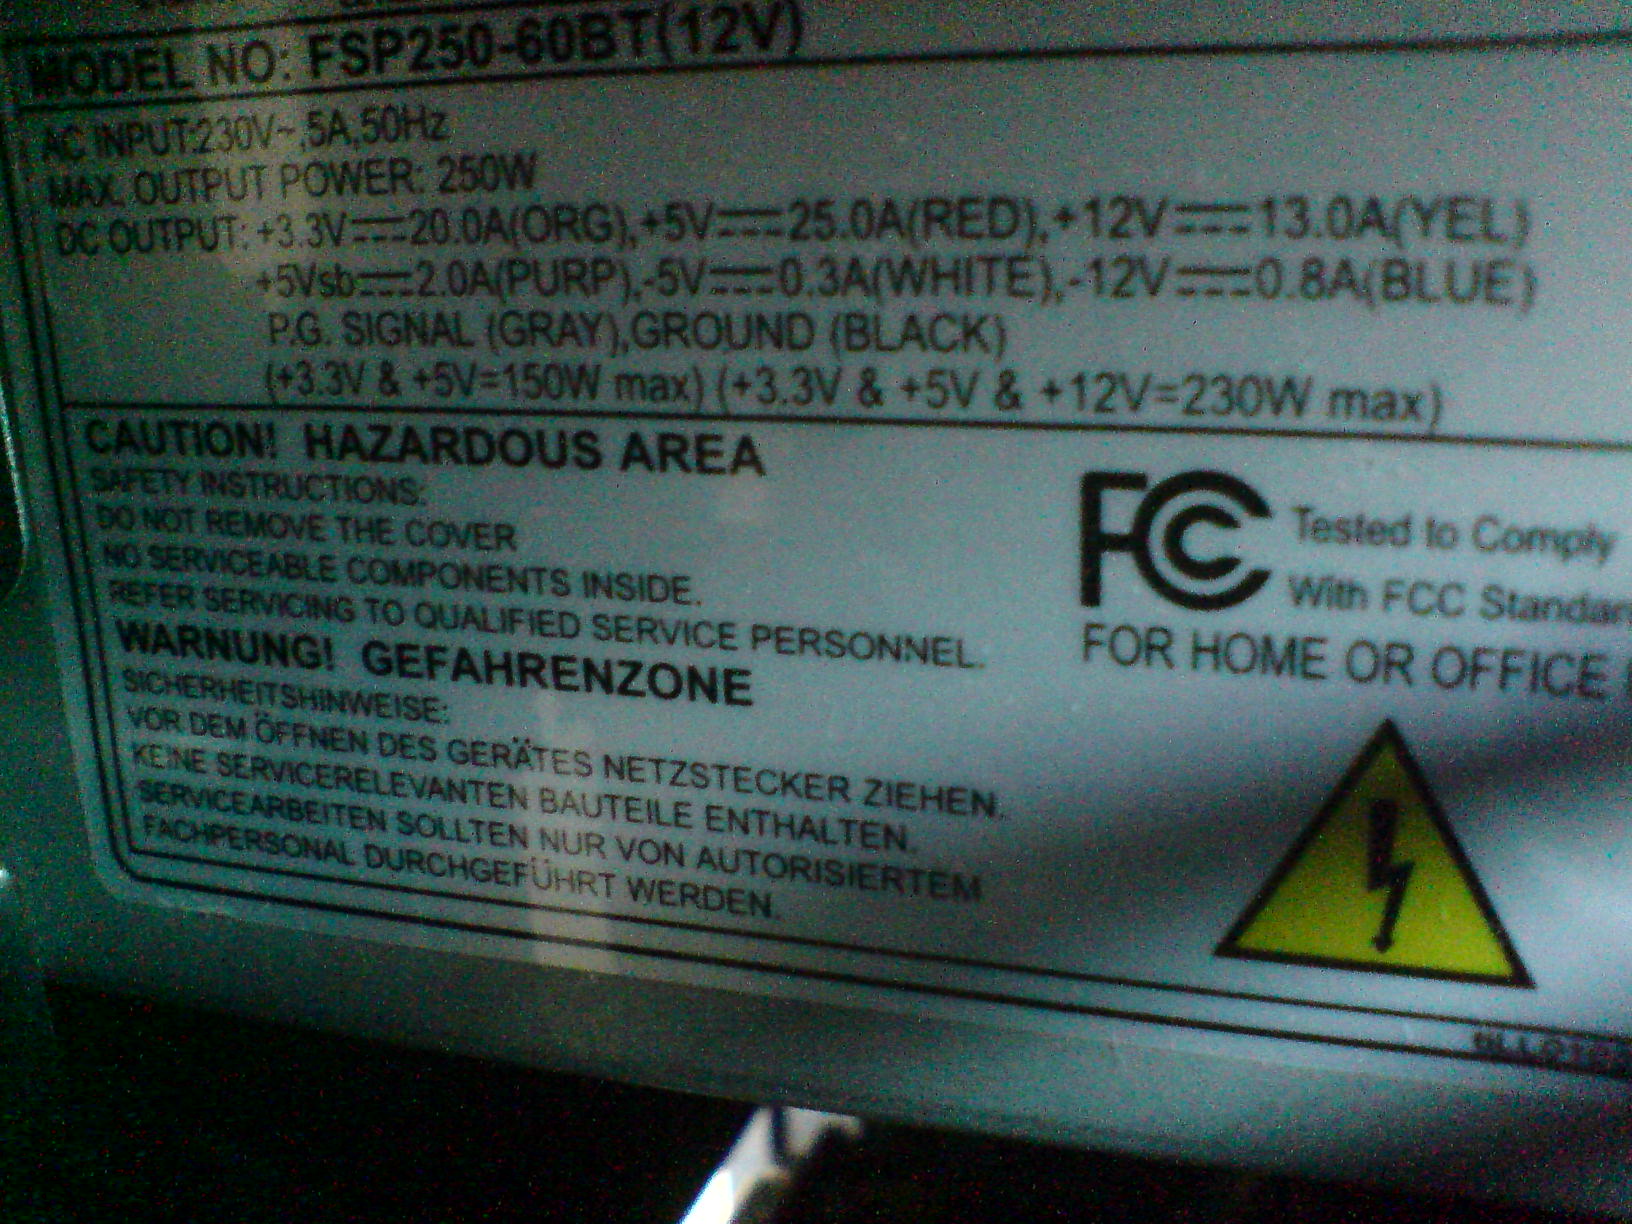 MODEL NO: FSP250-60BT(12V)
AC INPUT:230V~,5A,50Hz
MAX. OUTPUT POWER: 250W
DC OUTPUT: +3.3V⎓20.0A(ORG),+5V⎓25.0A(RED),+12V⎓13.0A(YEL)
+5Vsb⎓2.0A(PURP),-5V⎓0.3A(WHITE),-12V⎓0.8A(BLUE)
P.G. SIGNAL (GRAY),GROUND (BLACK)
(+3.3V & +5V=150W max) (+3.3V & +5V & +12V=230W max)
CAUTION! HAZARDOUS AREA
SAFETY INSTRUCTIONS:
DO NOT REMOVE THE COVER
NO SERVICEABLE COMPONENTS INSIDE.
REFER SERVICING TO QUALIFIED SERVICE PERSONNEL.
WARNUNG! GEFAHRENZONE
SICHERHEITSHINWEISE:
VOR DEM ÖFFNEN DES GERÄTES NETZSTECKER ZIEHEN.
KEINE SERVICERELEVANTEN BAUTEILE ENTHALTEN.
SERVICEARBEITEN SOLLTEN NUR VON AUTORISIERTEM
FACHPERSONAL DURCHGEFÜHRT WERDEN.
FC Tested to Comply
With FCC Standar
FOR HOME OR OFFICE